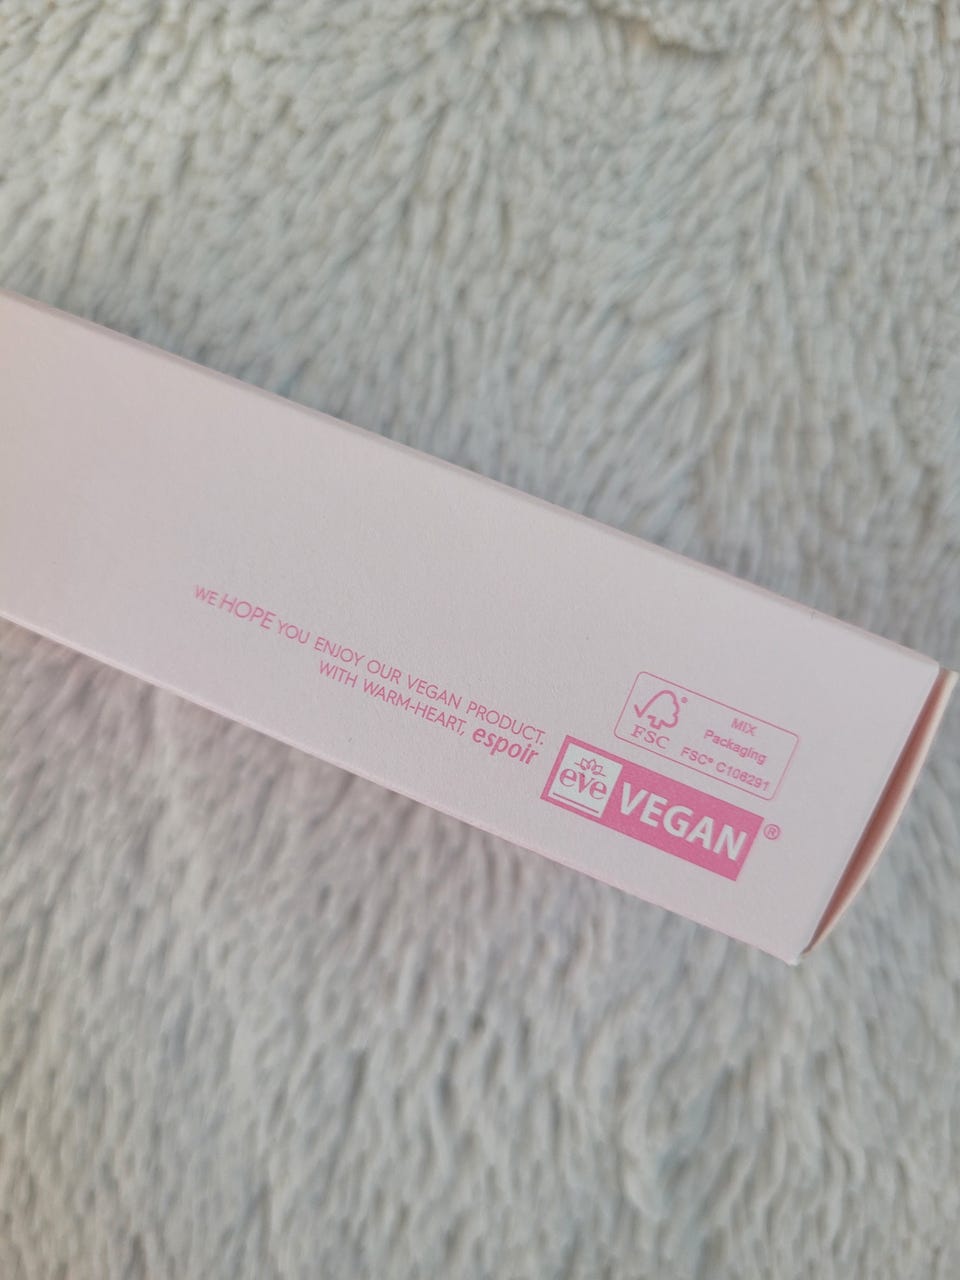 WE HOPE YOU ENJOY OUR VEGAN PRODUCT.
WITH WARM-HEART, espoir
FSC
MIX
Packaging
FSC® C106291
eve
VEGAN®